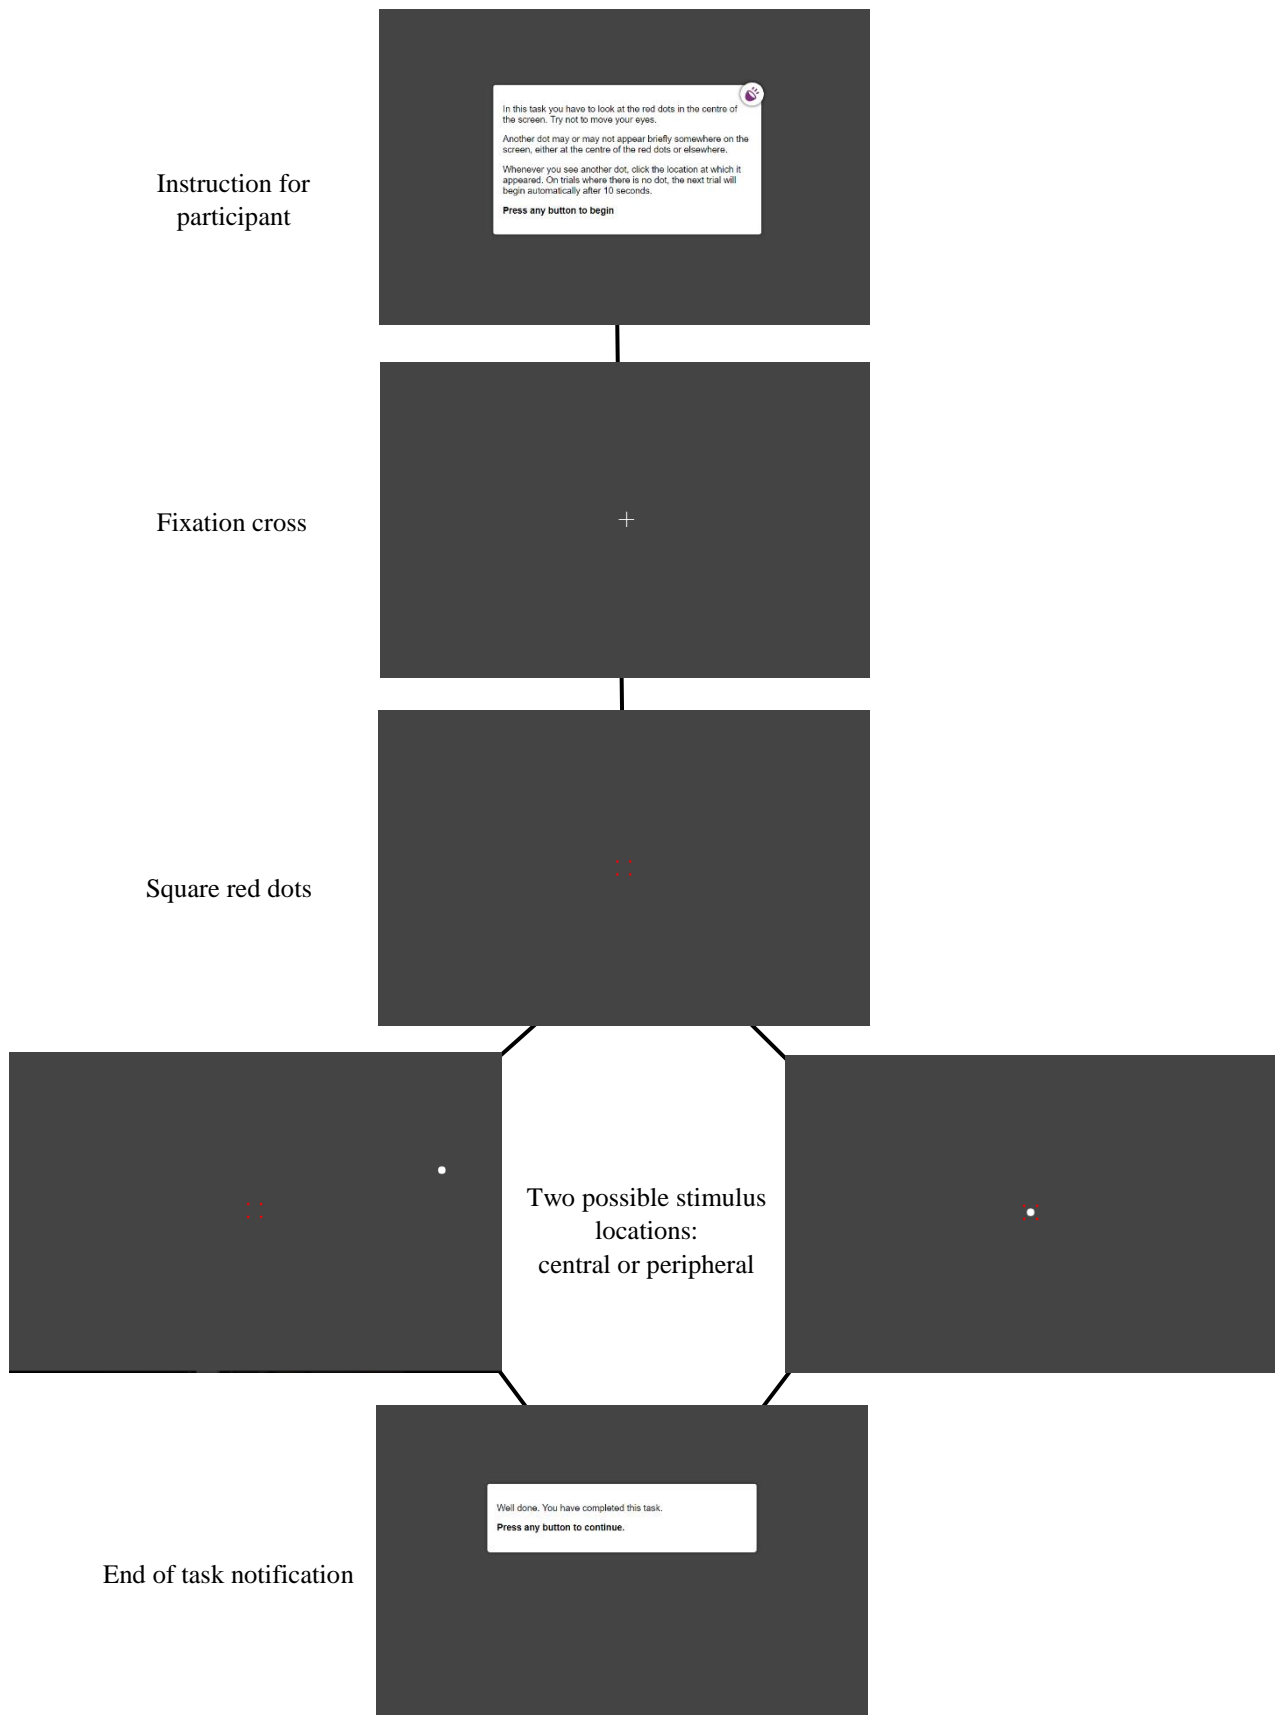 In this task you have to look at the red dots in the centre of
the screen. Try not to move your eyes.
Another dot may or may not appear briefly somewhere on the
screen, either at the centre of the red dots or elsewhere.
Whenever you see another dot, click the location at which it
appeared. On trials where there is no dot, the next trial will
begin automatically after 10 seconds.
Press any button to begin
Instruction for
participant
Fixation cross
Square red dots
Two possible stimulus
locations:
central or peripheral
Well done. You have completed this task.
Press any button to continue.
End of task notification